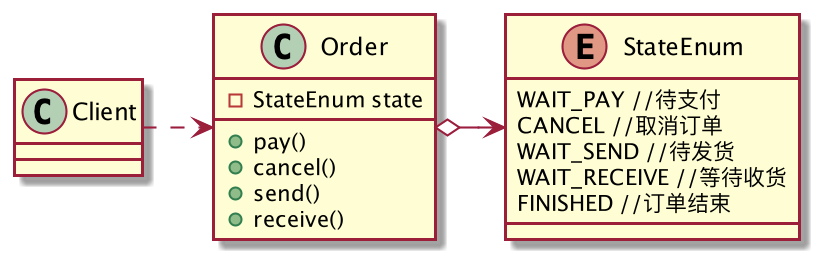 C Client
C Order
StateEnum state
pay()
cancel()
send()
receive()
E StateEnum
WAIT_PAY //待支付
CANCEL //取消订单
WAIT_SEND //待发货
WAIT_RECEIVE //等待收货
FINISHED //订单结束